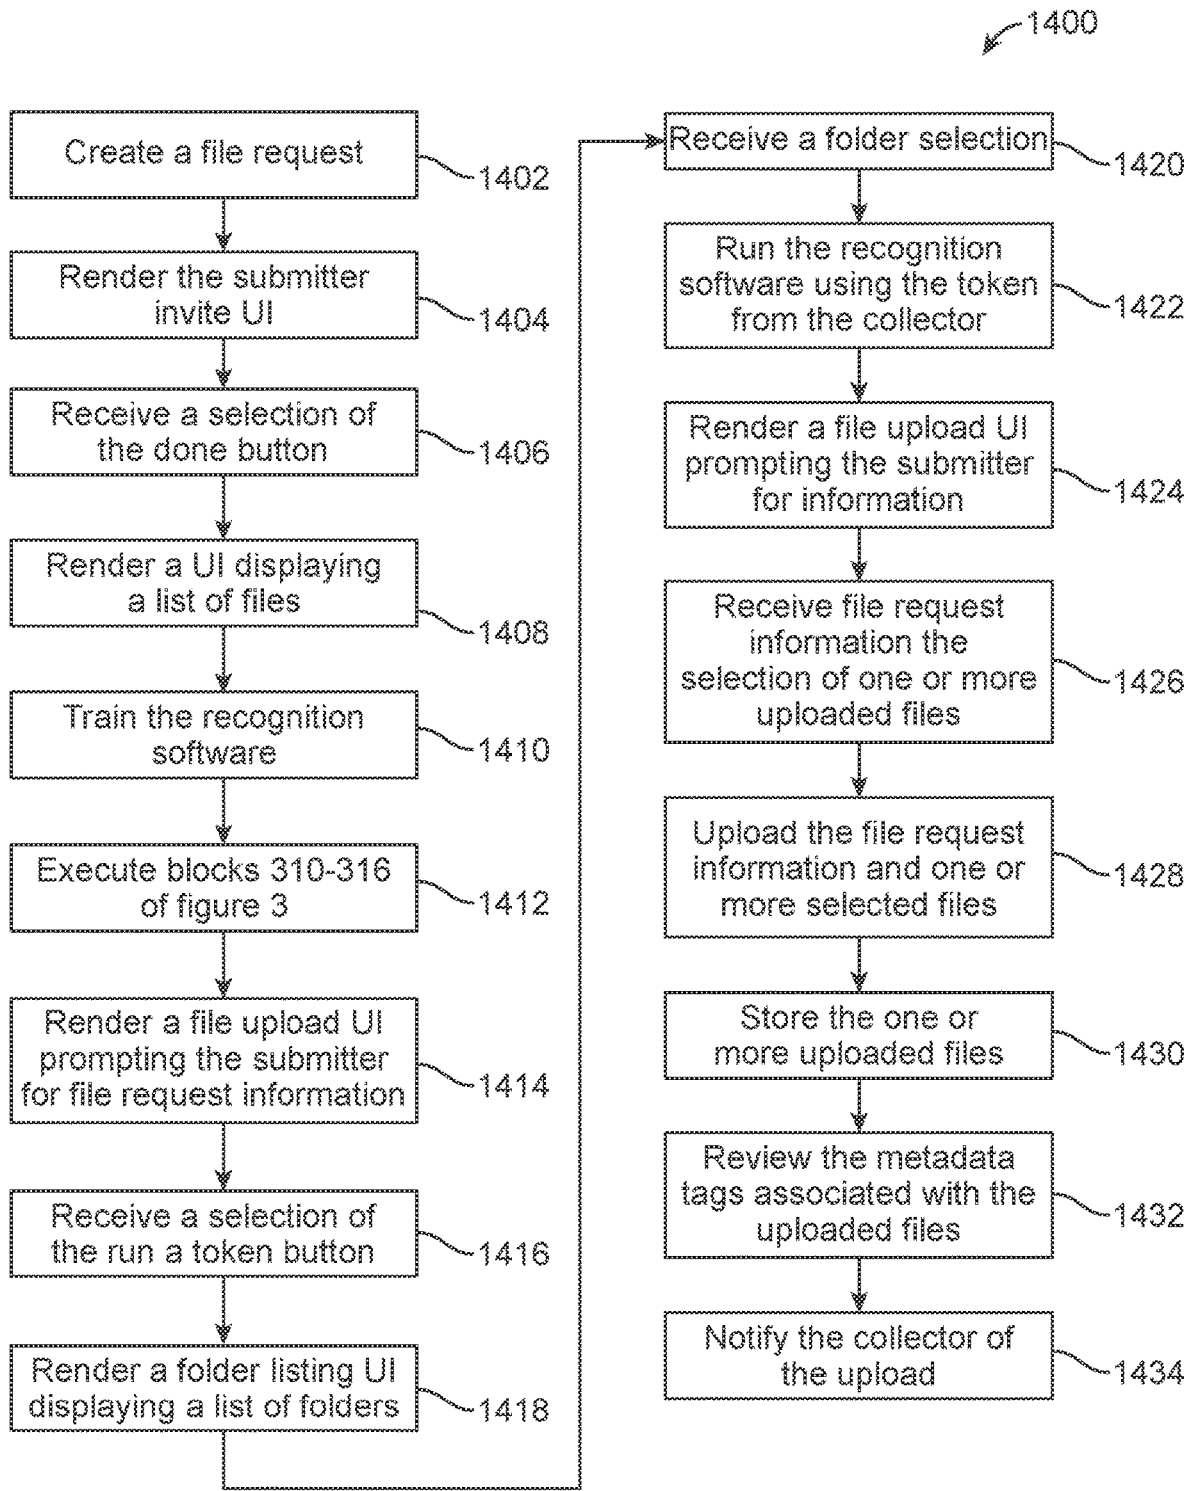 1400
Create a file request
1402
Render the submitter
invite UI
1404
Receive a selection of
the done button
1406
Render a UI displaying
a list of files
1408
Train the recognition
software
1410
Execute blocks 310-316
of figure 3
1412
Render a file upload UI
prompting the submitter
for file request information
1414
Receive a selection of
the run a token button
1416
Render a folder listing UI
displaying a list of folders
1418
Receive a folder selection
1420
Run the recognition
software using the token
from the collector
1422
Render a file upload UI
prompting the submitter
for information
1424
Receive file request
information the
selection of one or more
uploaded files
1426
Upload the file request
information and one or
more selected files
1428
Store the one or
more uploaded files
1430
Review the metadata
tags associated with the
uploaded files
1432
Notify the collector of
the upload
1434